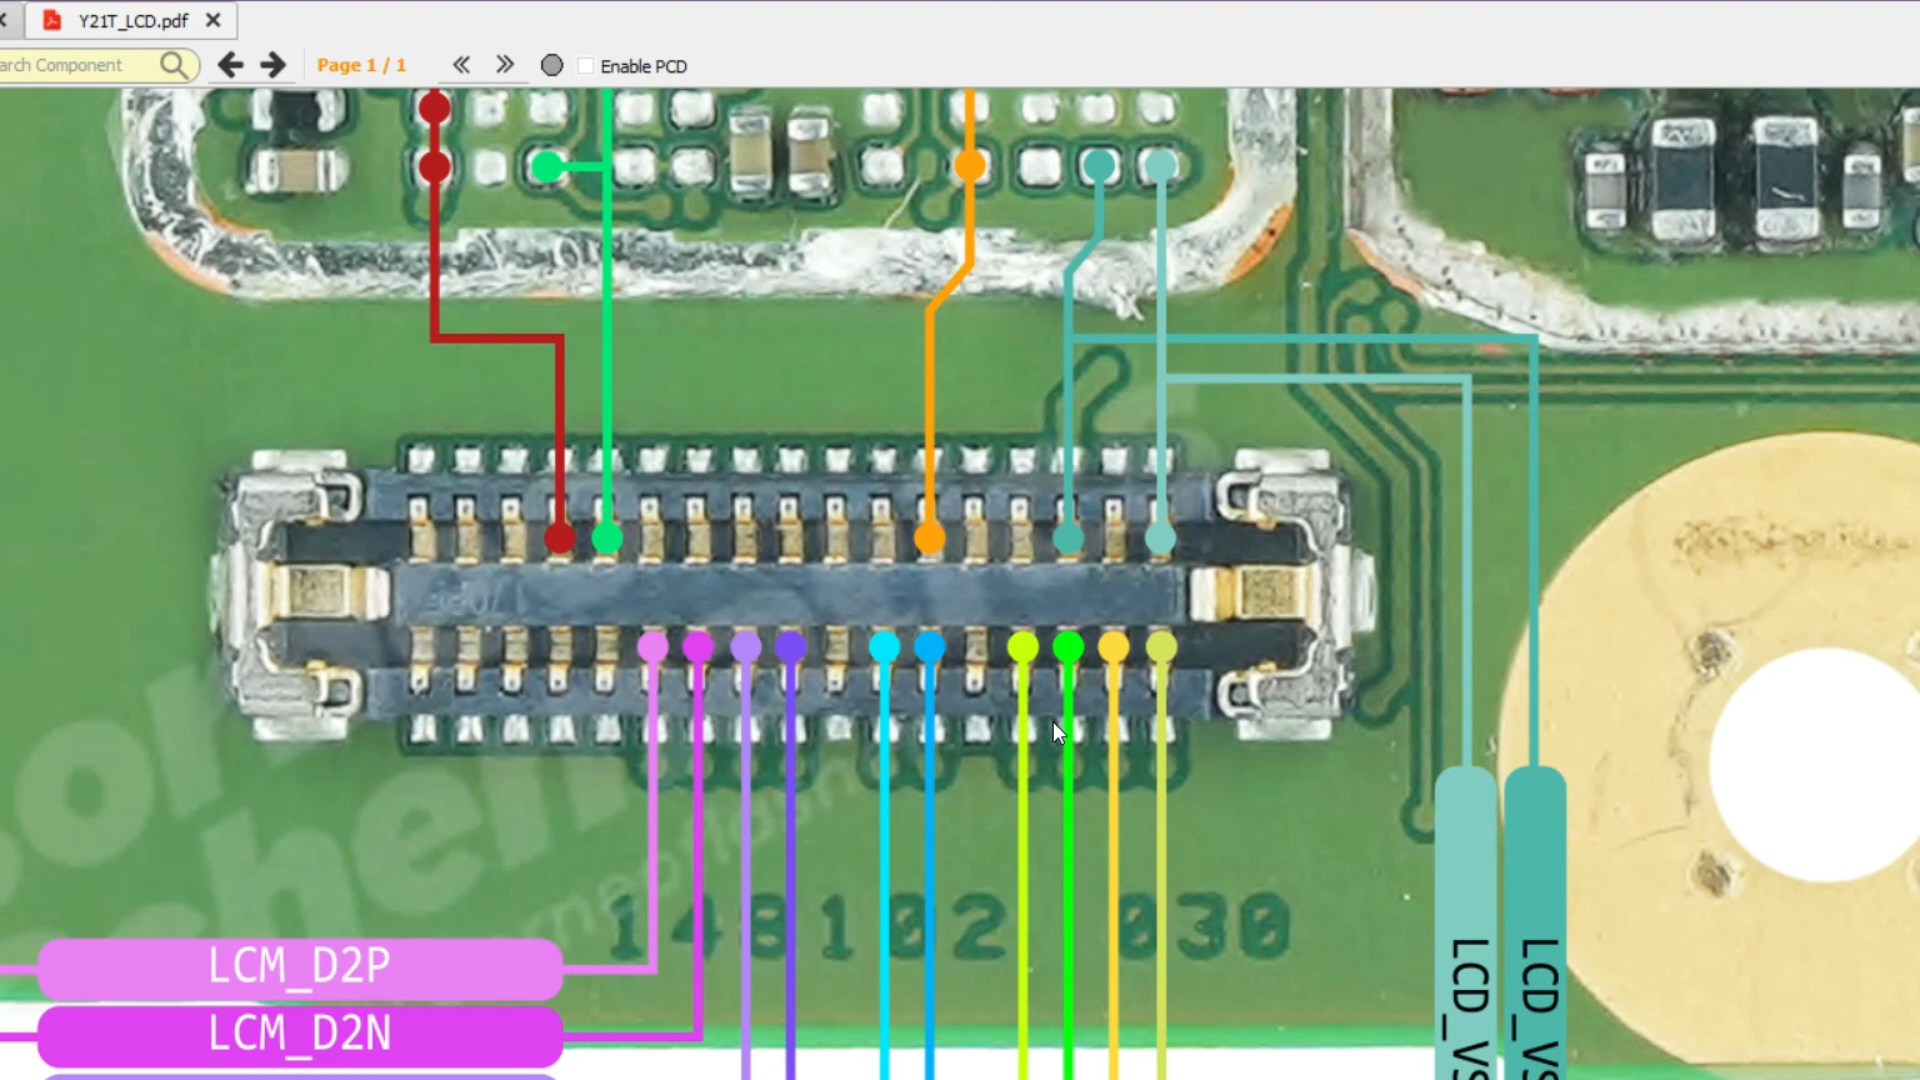 Y21T_LCD.pdf
arch Component
Page 1 / 1
Enable PCD
148102 030
LCM_D2P
LCM_D2N
LCD_VS
LCD_VS